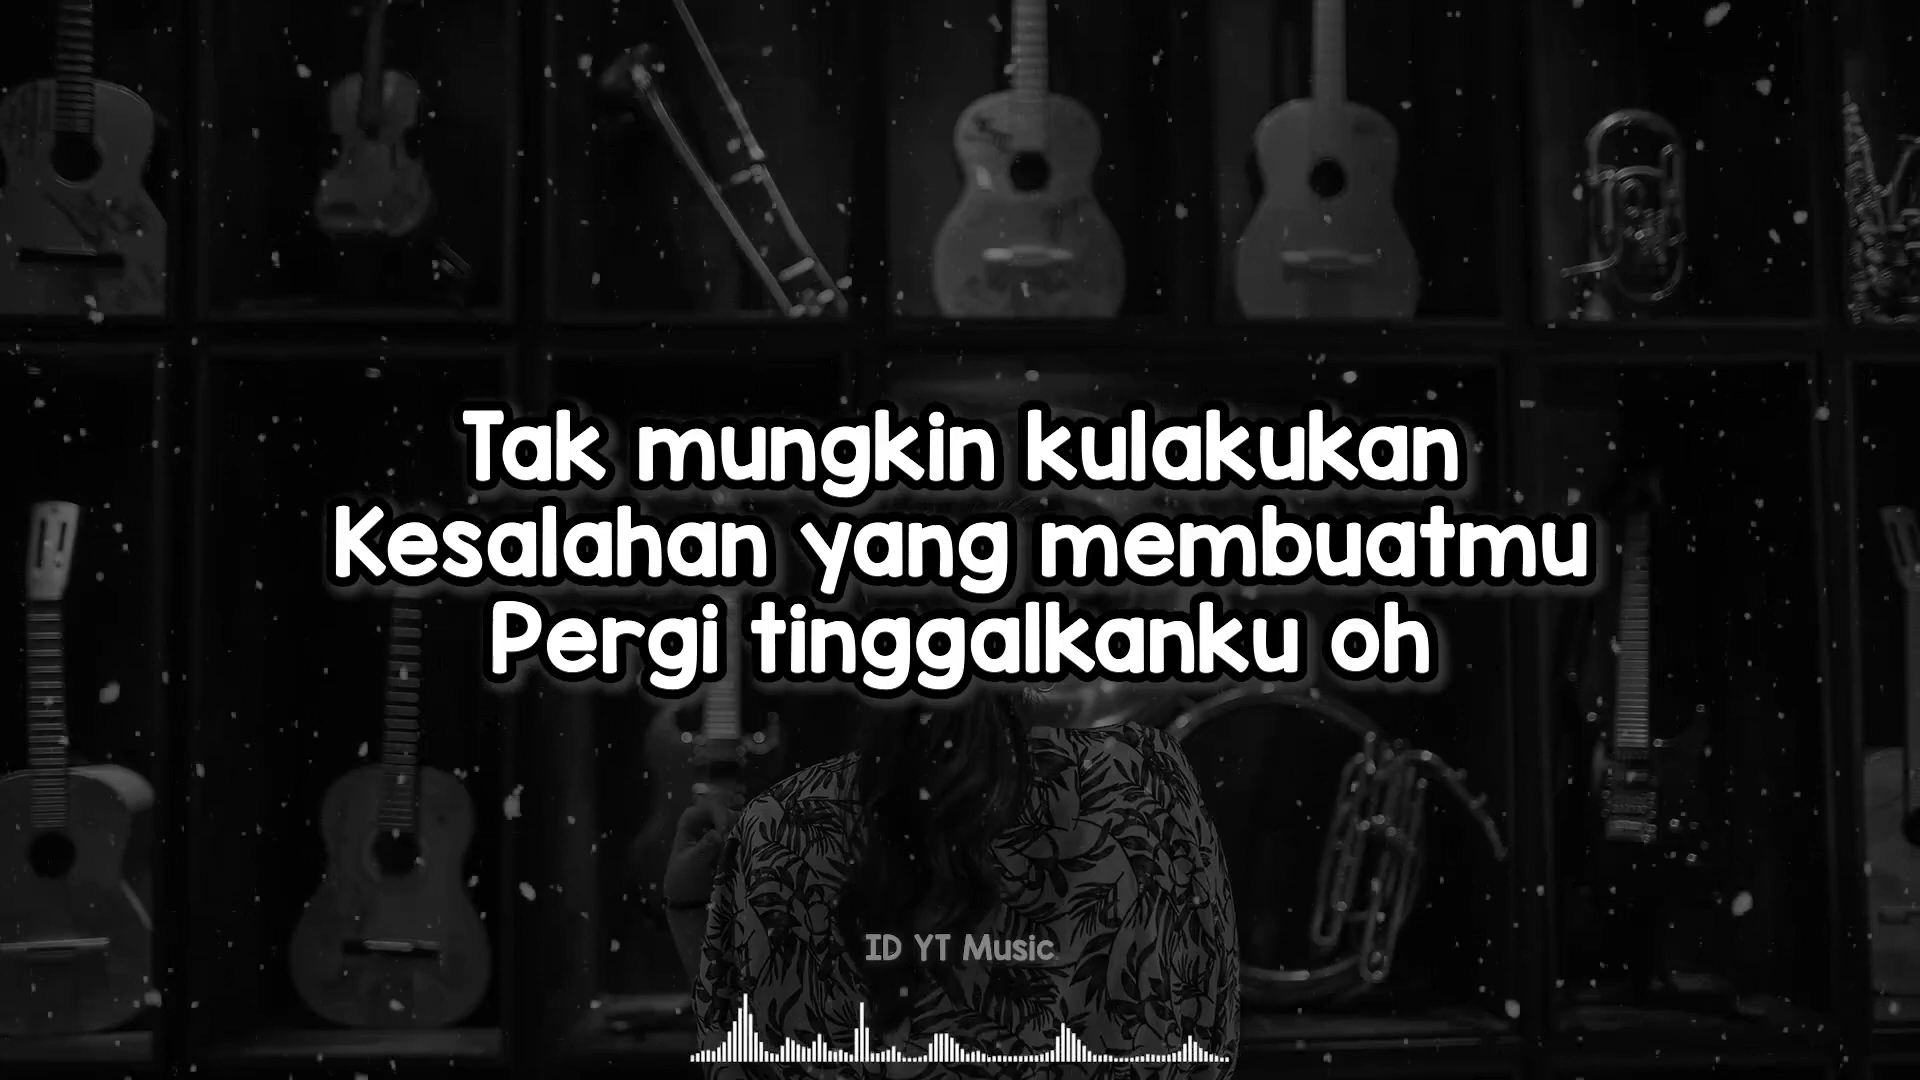 Tak mungkin kulakukan
Kesalahan yang membuatmu
Pergi tinggalkanku oh
ID YT Music